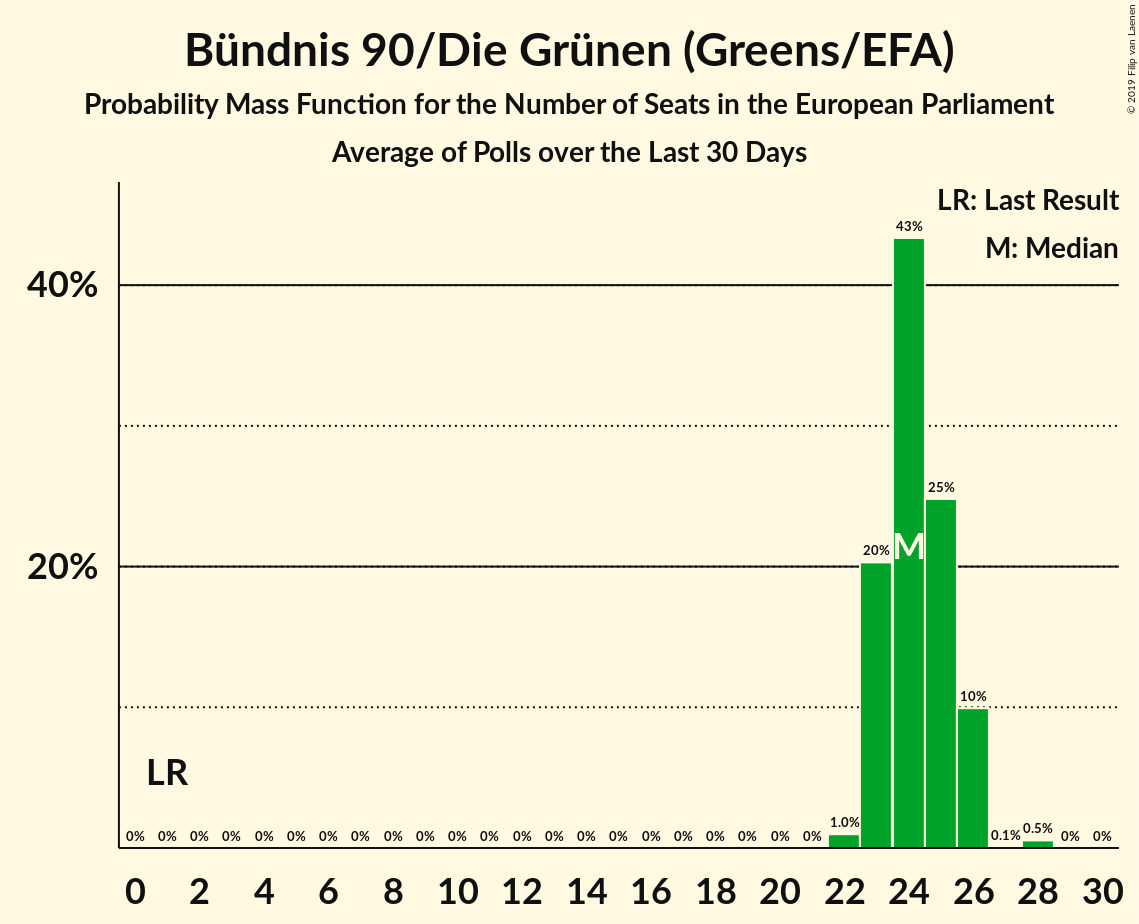 Bündnis 90/Die Grünen (Greens/EFA)
Probability Mass Function for the Number of Seats in the European Parliament
Average of Polls over the Last 30 Days
© 2019 Filip van Laenen
LR: Last Result
M: Median
43%
40%
25%
20%
M
20%
10%
LR
0% 0% 0% 0% 0% 0% 0% 0% 0% 0% 0% 0% 0% 0% 0% 0% 0% 0% 0% 0% 0% 0% 1.0% 0.1% 0.5% 0% 0%
0 2 4 6 8 10 12 14 16 18 20 22 24 26 28 30